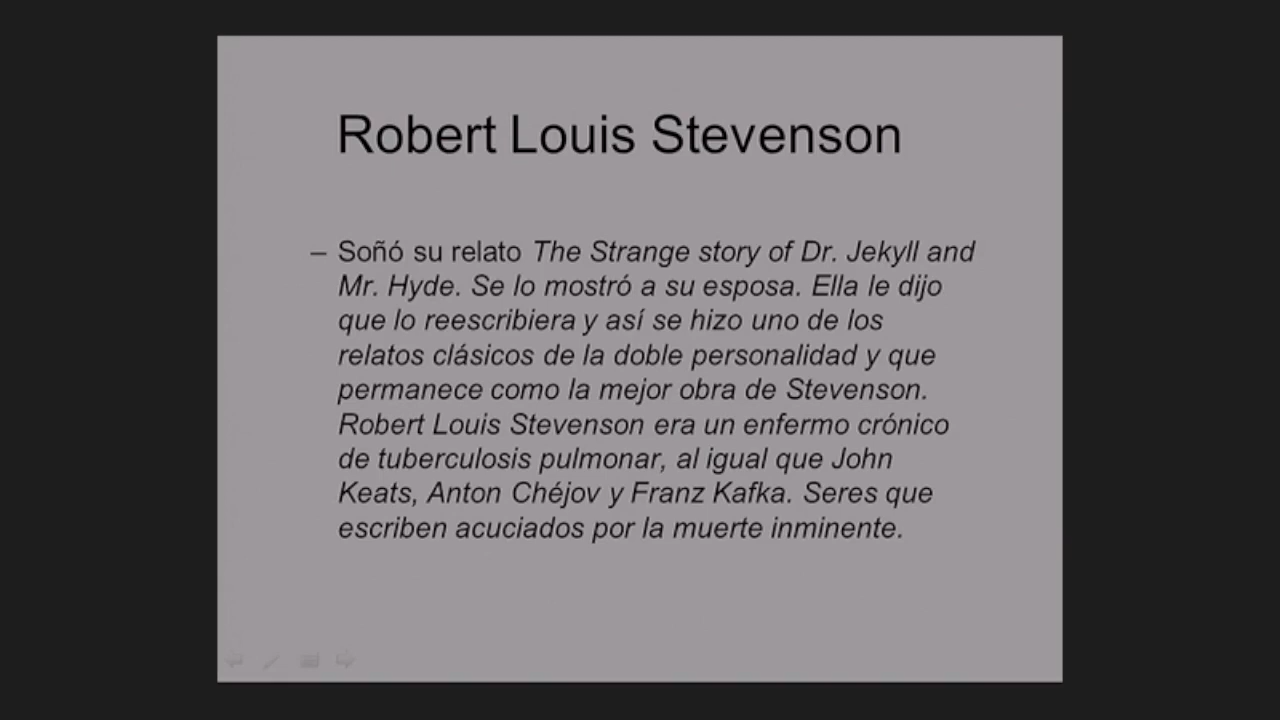 Robert Louis Stevenson
– Soñó su relato The Strange story of Dr. Jekyll and
Mr. Hyde. Se lo mostró a su esposa. Ella le dijo
que lo reescribiera y así se hizo uno de los
relatos clásicos de la doble personalidad y que
permanece como la mejor obra de Stevenson.
Robert Louis Stevenson era un enfermo crónico
de tuberculosis pulmonar, al igual que John
Keats, Anton Chéjov y Franz Kafka. Seres que
escriben acuciados por la muerte inminente.